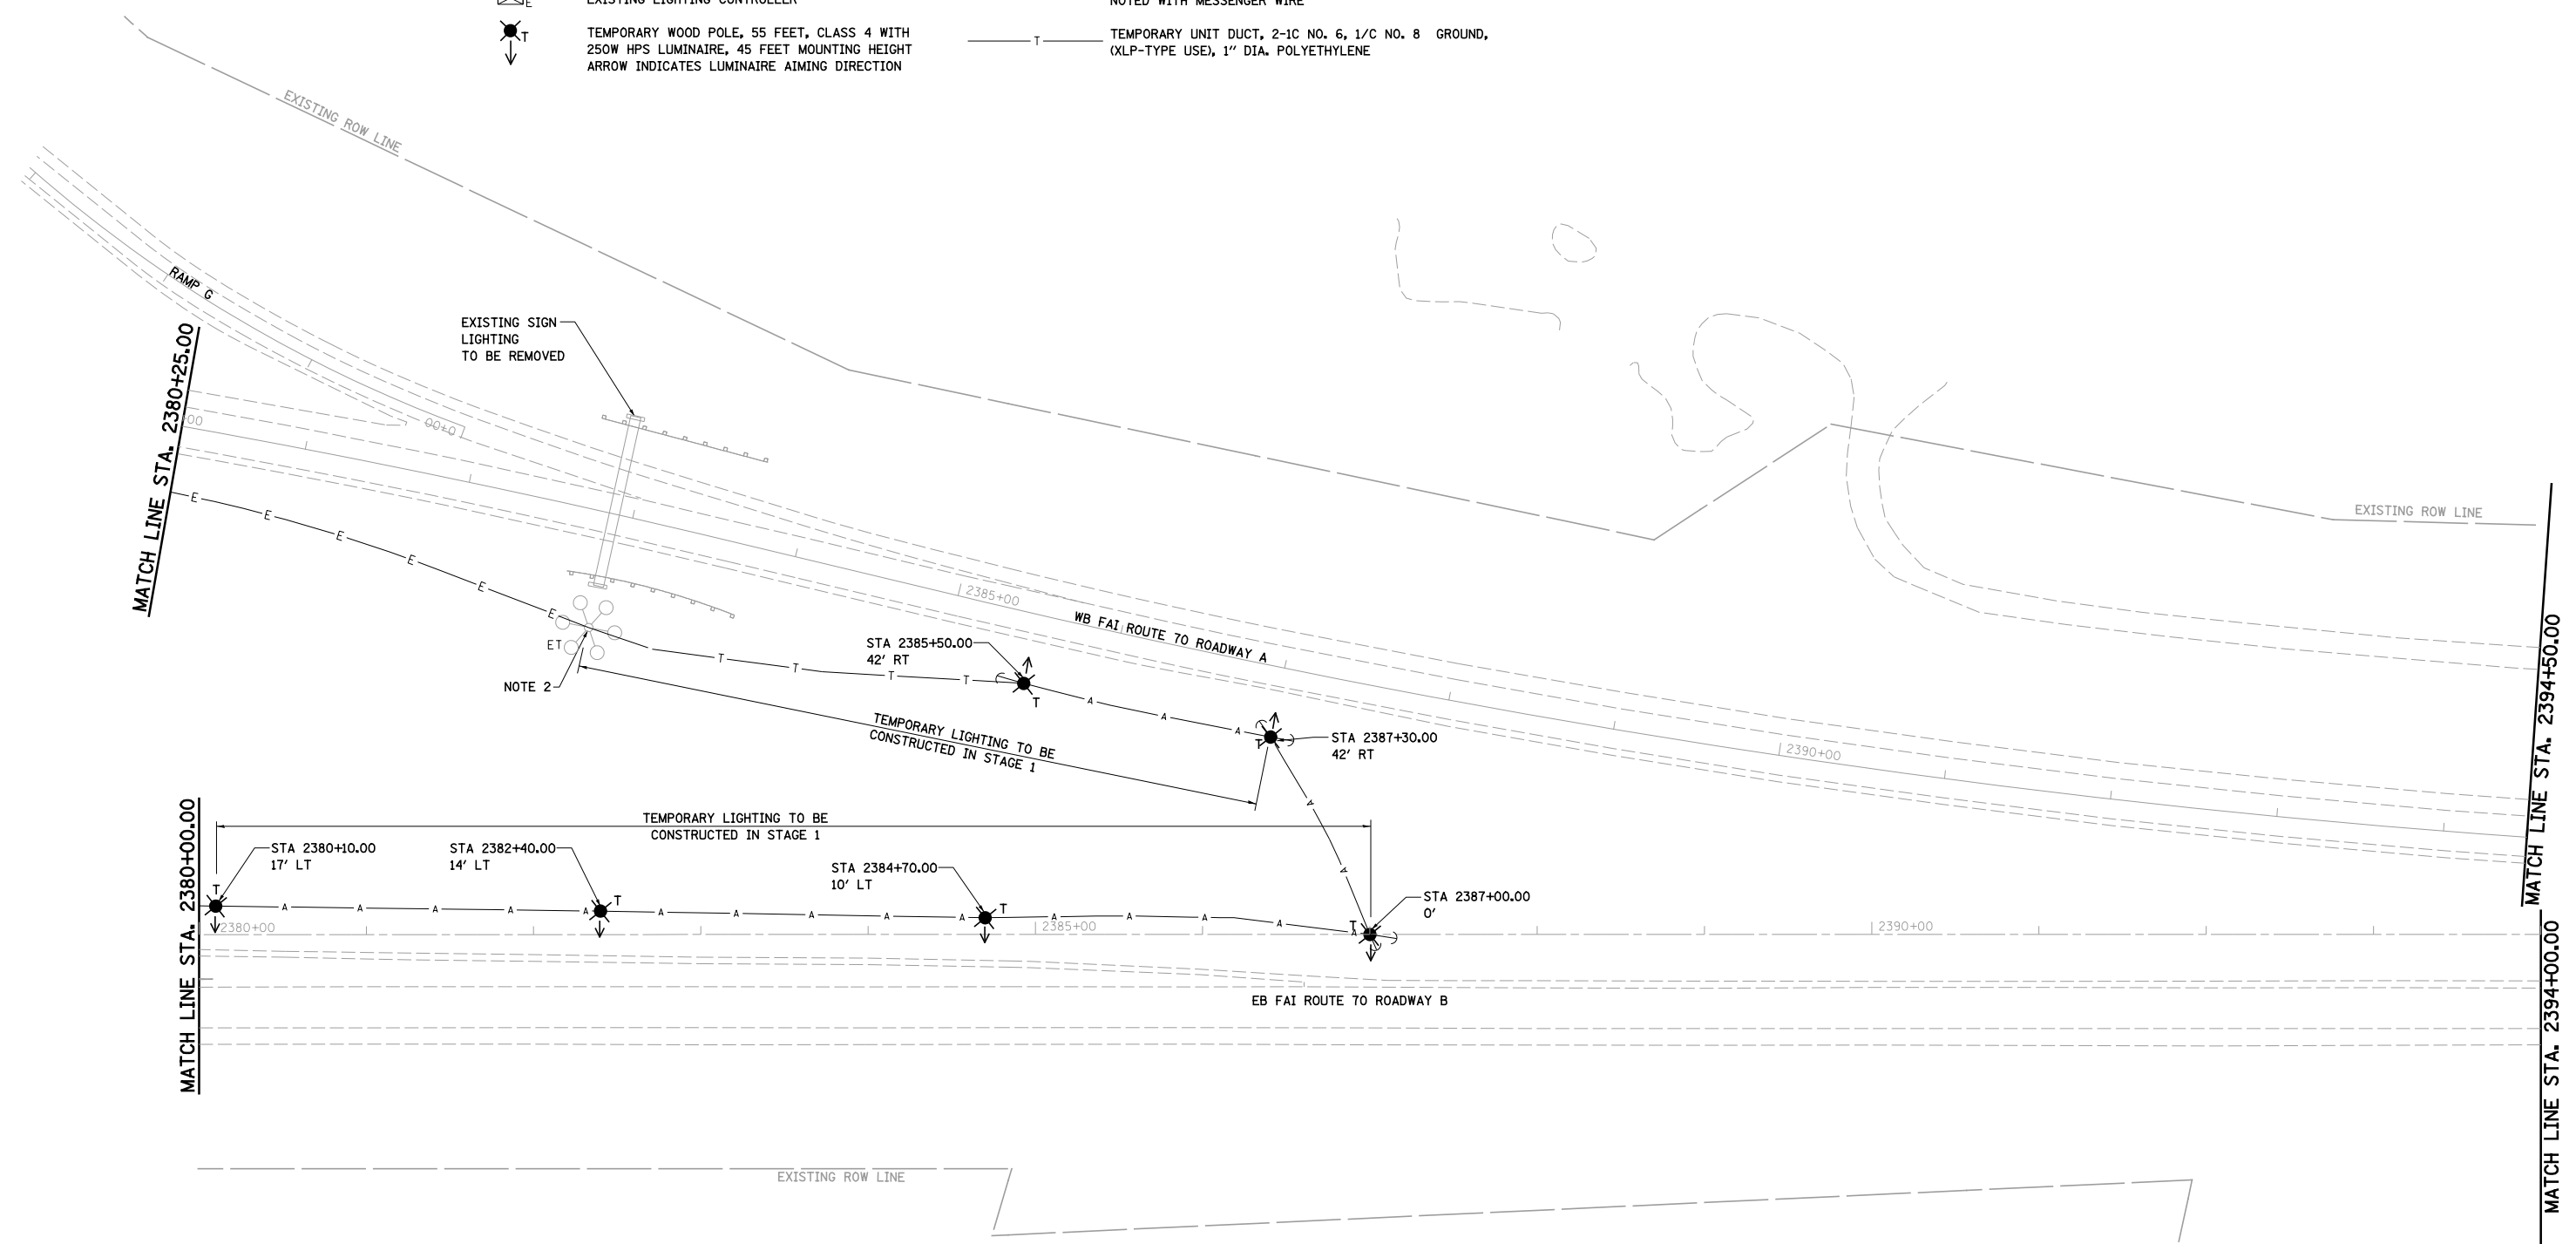 E EXISTING LIGHTING CONTROLLER
NOTED WITH MESSENGER WIRE
T
TEMPORARY WOOD POLE, 55 FEET, CLASS 4 WITH
250W HPS LUMINAIRE, 45 FEET MOUNTING HEIGHT
ARROW INDICATES LUMINAIRE AIMING DIRECTION
T
TEMPORARY UNIT DUCT, 2-1C NO. 6, 1/C NO. 8 GROUND,
(XLP-TYPE USE), 1" DIA. POLYETHYLENE
EXISTING ROW LINE
RAMP G
EXISTING SIGN
LIGHTING
TO BE REMOVED
MATCH LINE STA. 2380+25.00
00
0+00
E E E E E E
ET
NOTE 2
T T T T
STA 2385+50.00
42' RT
T
2385+00
WB FAI ROUTE 70 ROADWAY A
A A A
T
STA 2387+30.00
42' RT
2390+00
EXISTING ROW LINE
MATCH LINE STA. 2394+50.00
TEMPORARY LIGHTING TO BE
CONSTRUCTED IN STAGE 1
A
A
TEMPORARY LIGHTING TO BE
CONSTRUCTED IN STAGE 1
MATCH LINE STA. 2380+00.00
STA 2380+10.00
17' LT
T
STA 2382+40.00
14' LT
T
STA 2384+70.00
10' LT
T
STA 2387+00.00
0'
T
A A A A A A A A A A A A A A A
2380+00
2385+00
2390+00
EB FAI ROUTE 70 ROADWAY B
MATCH LINE STA. 2394+00.00
EXISTING ROW LINE